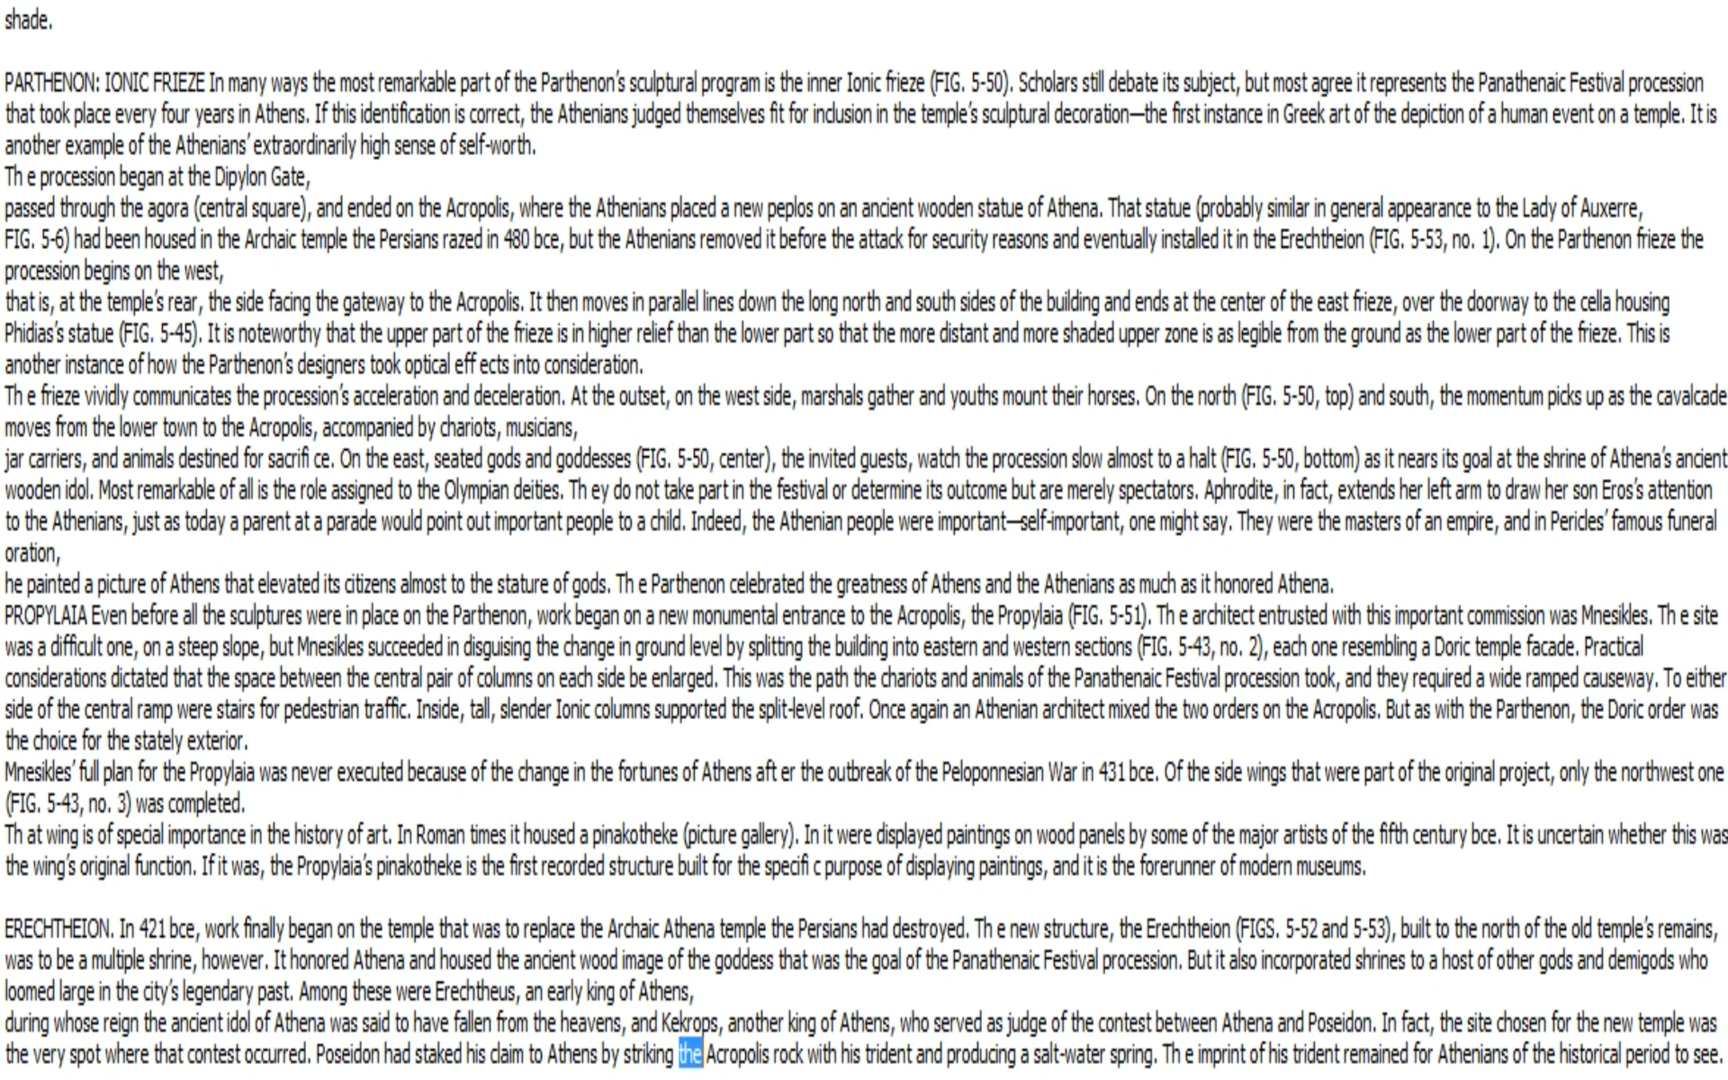 shade.
PARTHENON: IONIC FRIEZE In many ways the most remarkable part of the Parthenon's sculptural program is the inner Ionic frieze (FIG. 5-50). Scholars still debate its subject, but most agree it represents the Panathenaic Festival procession
that took place every four years in Athens. If this identification is correct, the Athenians judged themselves fit for inclusion in the temple's sculptural decoration—the first instance in Greek art of the depiction of a human event on a temple. It is
another example of the Athenians' extraordinarily high sense of self-worth.
Th e procession began at the Dipylon Gate,
passed through the agora (central square), and ended on the Acropolis, where the Athenians placed a new peplos on an ancient wooden statue of Athena. That statue (probably similar in general appearance to the Lady of Auxerre,
FIG. 5-6) had been housed in the Archaic temple the Persians razed in 480 bce, but the Athenians removed it before the attack for security reasons and eventually installed it in the Erechtheion (FIG. 5-53, no. 1). On the Parthenon frieze the
procession begins on the west,
that is, at the temple's rear, the side facing the gateway to the Acropolis. It then moves in parallel lines down the long north and south sides of the building and ends at the center of the east frieze, over the doorway to the cella housing
Phidias's statue (FIG. 5-45). It is noteworthy that the upper part of the frieze is in higher relief than the lower part so that the more distant and more shaded upper zone is as legible from the ground as the lower part of the frieze. This is
another instance of how the Parthenon's designers took optical eff ects into consideration.
Th e frieze vividly communicates the procession's acceleration and deceleration. At the outset, on the west side, marshals gather and youths mount their horses. On the north (FIG. 5-50, top) and south, the momentum picks up as the cavalcade
moves from the lower town to the Acropolis, accompanied by chariots, musicians,
jar carriers, and animals destined for sacrifi ce. On the east, seated gods and goddesses (FIG. 5-50, center), the invited guests, watch the procession slow almost to a halt (FIG. 5-50, bottom) as it nears its goal at the shrine of Athena's ancient
wooden idol. Most remarkable of all is the role assigned to the Olympian deities. Th ey do not take part in the festival or determine its outcome but are merely spectators. Aphrodite, in fact, extends her left arm to draw her son Eros's attention
to the Athenians, just as today a parent at a parade would point out important people to a child. Indeed, the Athenian people were important—self-important, one might say. They were the masters of an empire, and in Pericles' famous funeral
oration,
he painted a picture of Athens that elevated its citizens almost to the stature of gods. Th e Parthenon celebrated the greatness of Athens and the Athenians as much as it honored Athena.
PROPYLAIA Even before all the sculptures were in place on the Parthenon, work began on a new monumental entrance to the Acropolis, the Propylaia (FIG. 5-51). Th e architect entrusted with this important commission was Mnesikles. Th e site
was a difficult one, on a steep slope, but Mnesikles succeeded in disguising the change in ground level by splitting the building into eastern and western sections (FIG. 5-43, no. 2), each one resembling a Doric temple facade. Practical
considerations dictated that the space between the central pair of columns on each side be enlarged. This was the path the chariots and animals of the Panathenaic Festival procession took, and they required a wide ramped causeway. To either
side of the central ramp were stairs for pedestrian traffic. Inside, tall, slender Ionic columns supported the split-level roof. Once again an Athenian architect mixed the two orders on the Acropolis. But as with the Parthenon, the Doric order was
the choice for the stately exterior.
Mnesikles' full plan for the Propylaia was never executed because of the change in the fortunes of Athens aft er the outbreak of the Peloponnesian War in 431 bce. Of the side wings that were part of the original project, only the northwest one
(FIG. 5-43, no. 3) was completed.
Th at wing is of special importance in the history of art. In Roman times it housed a pinakotheke (picture gallery). In it were displayed paintings on wood panels by some of the major artists of the fifth century bce. It is uncertain whether this was
the wing's original function. If it was, the Propylaia's pinakotheke is the first recorded structure built for the specifi c purpose of displaying paintings, and it is the forerunner of modern museums.
ERECHTHEION. In 421 bce, work finally began on the temple that was to replace the Archaic Athena temple the Persians had destroyed. Th e new structure, the Erechtheion (FIGS. 5-52 and 5-53), built to the north of the old temple's remains,
was to be a multiple shrine, however. It honored Athena and housed the ancient wood image of the goddess that was the goal of the Panathenaic Festival procession. But it also incorporated shrines to a host of other gods and demigods who
loomed large in the city's legendary past. Among these were Erechtheus, an early king of Athens,
during whose reign the ancient idol of Athena was said to have fallen from the heavens, and Kekrops, another king of Athens, who served as judge of the contest between Athena and Poseidon. In fact, the site chosen for the new temple was
the very spot where that contest occurred. Poseidon had staked his claim to Athens by striking the Acropolis rock with his trident and producing a salt-water spring. Th e imprint of his trident remained for Athenians of the historical period to see.